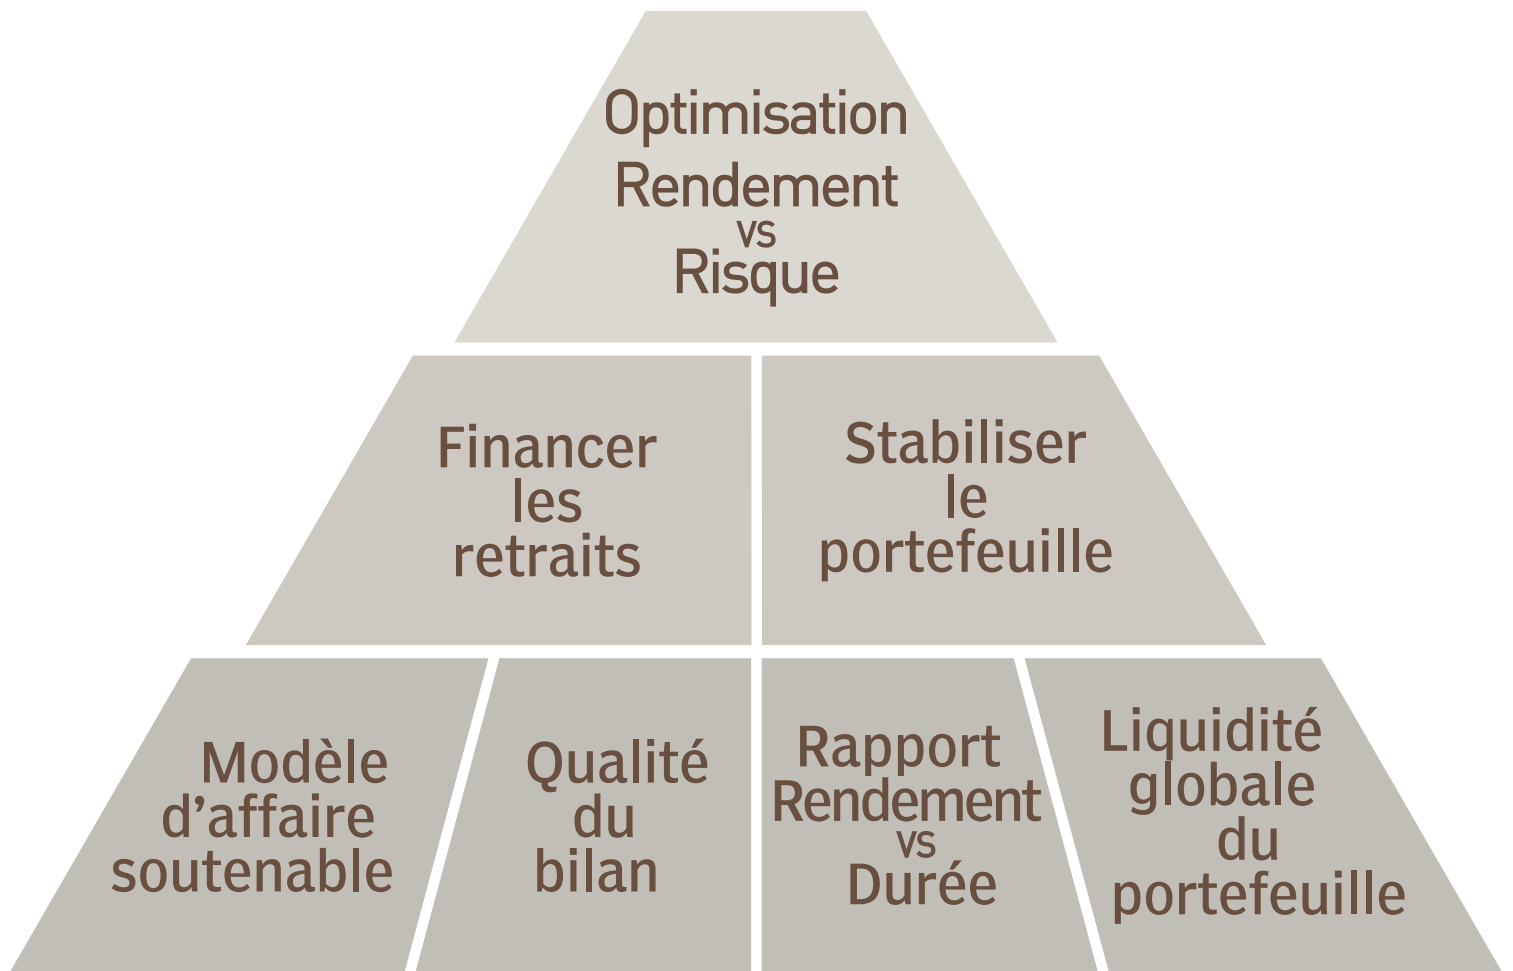 Optimisation
Rendement
vs
Risque
Financer
les
retraits
Stabiliser
le
portefeuille
Modèle
d’affaire
soutenable
Qualité
du
bilan
Rapport
Rendement
vs
Durée
Liquidité
globale
du
portefeuille